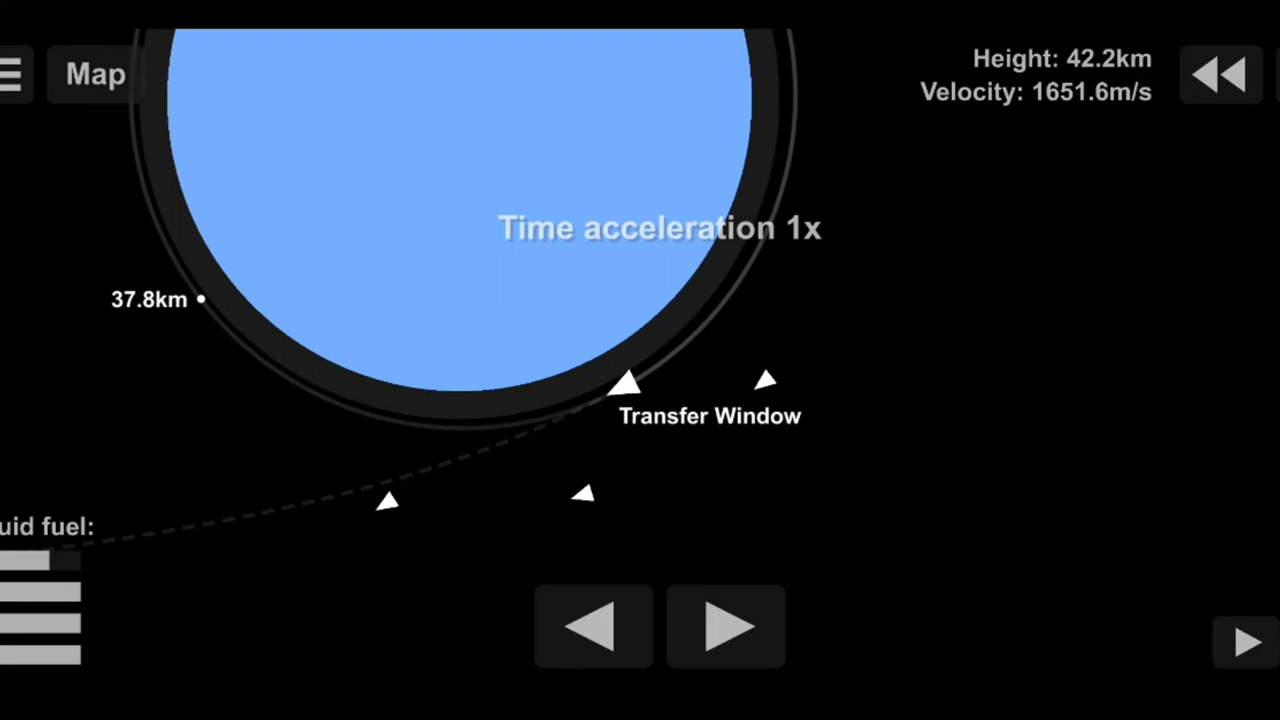 Map
Height: 42.2km
Velocity: 1651.6m/s
Time acceleration 1x
37.8km
Transfer Window
uid fuel: